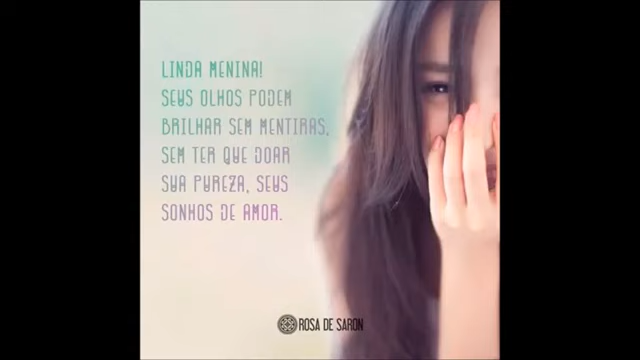 LINDA MENINA!
SEUS OLHOS PODEM
BRILHAR SEM MENTIRAS,
SEM TER QUE DOAR
SUA PUREZA, SEUS
SONHOS DE AMOR.
ROSA DE SARON